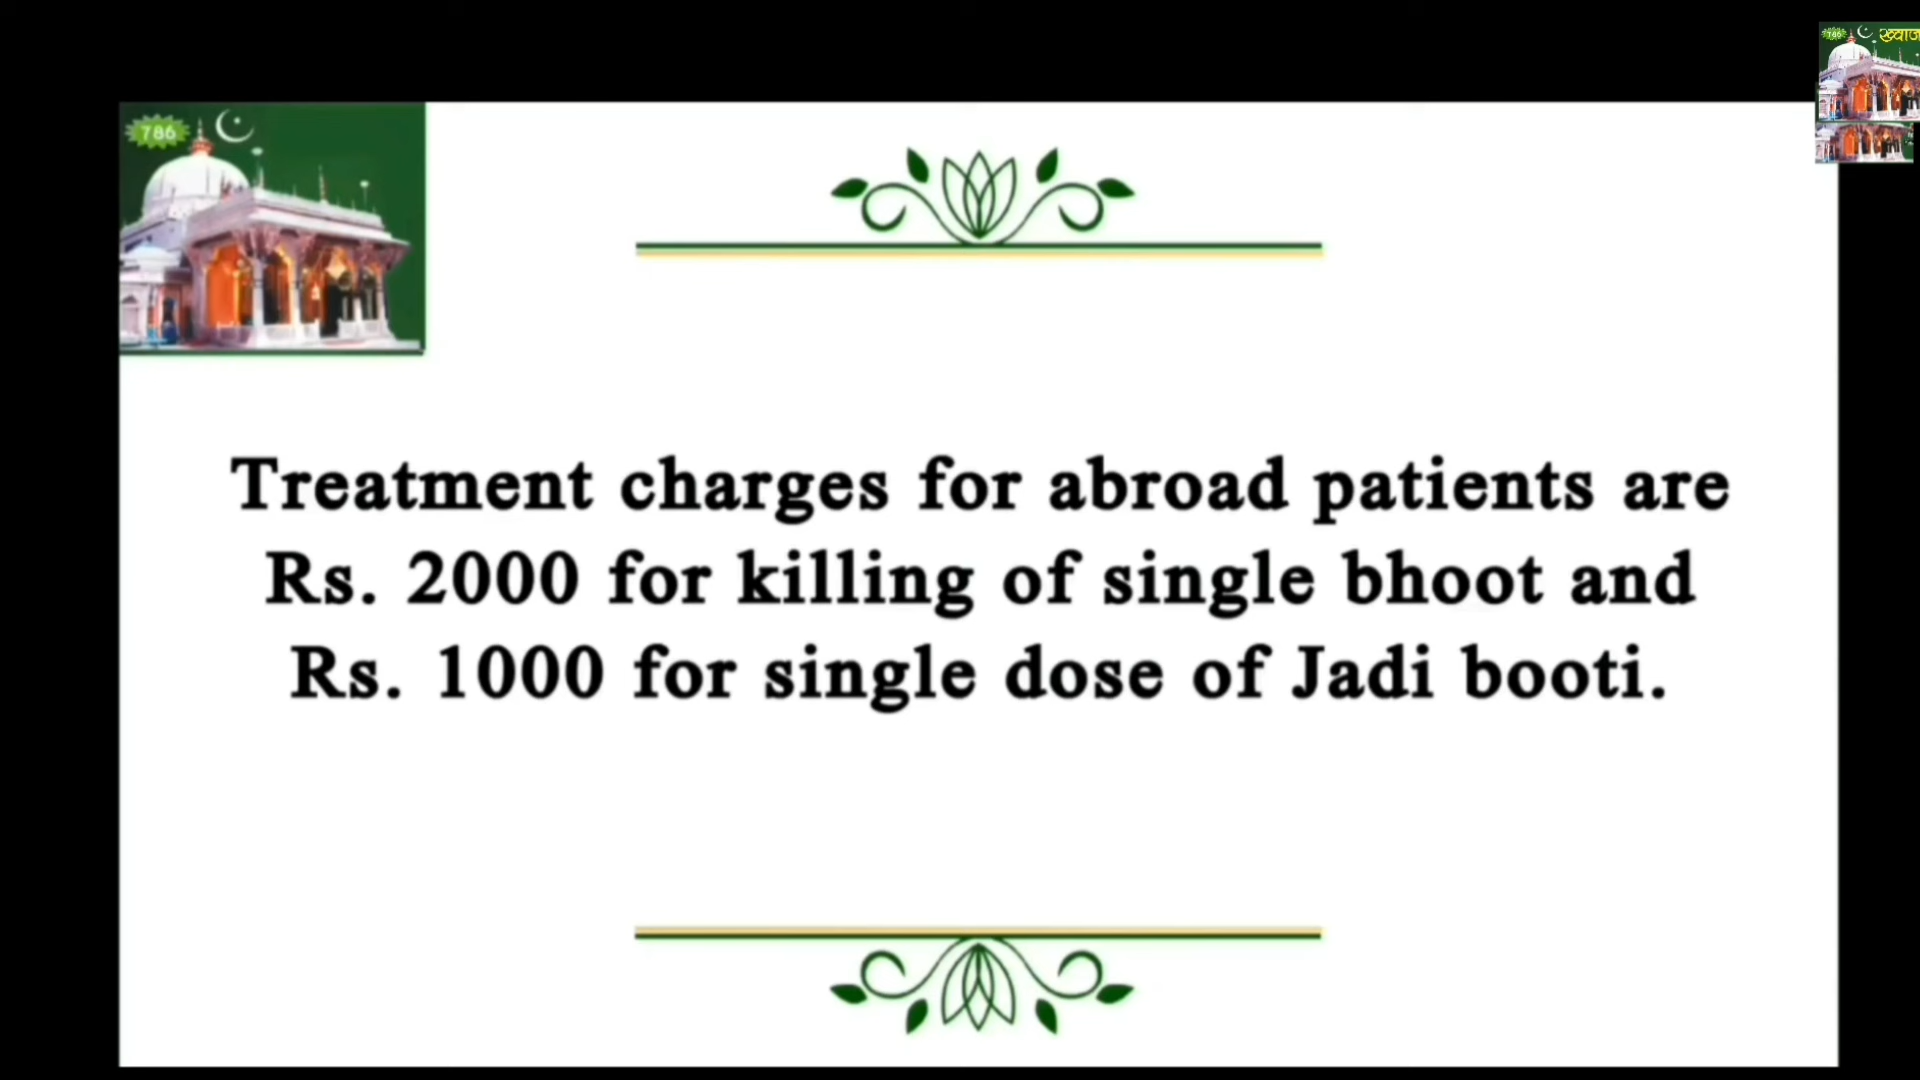 786
786
Treatment charges for abroad patients are
Rs. 2000 for killing of single bhoot and
Rs. 1000 for single dose of Jadi booti.